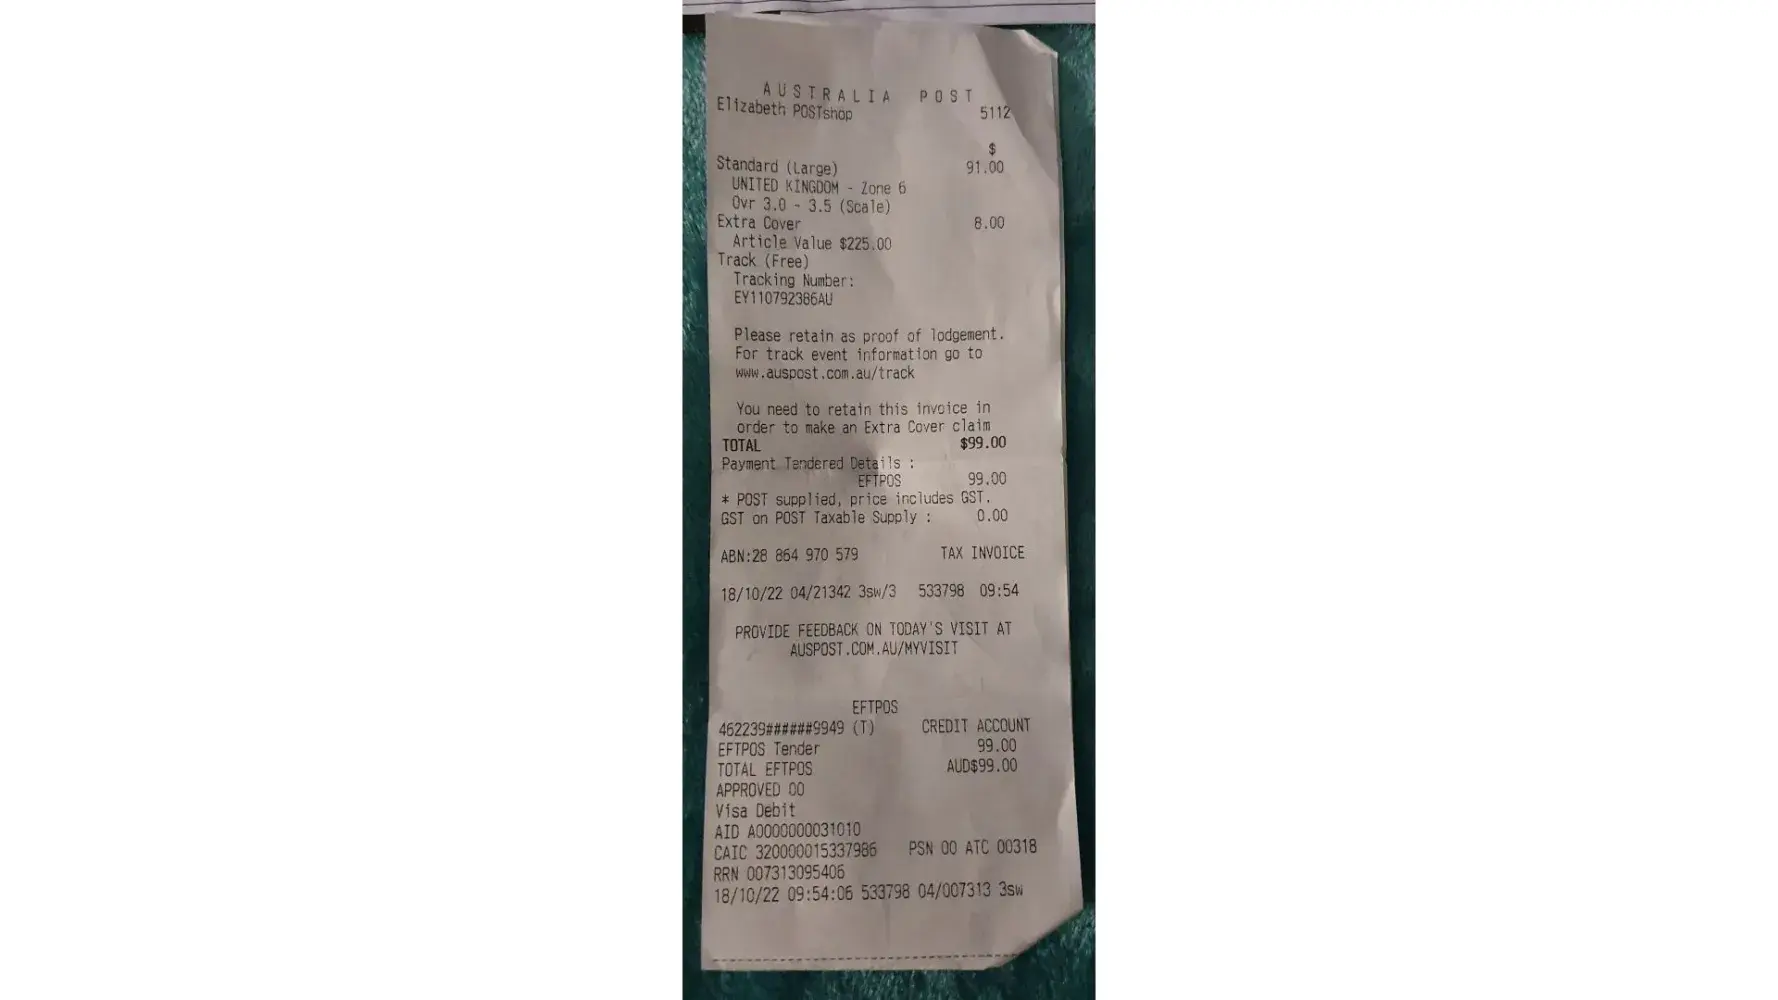 AUSTRALIA POST
Elizabeth POSTshop 5112
$
Standard (Large) 91.00
UNITED KINGDOM - Zone 6
Ovr 3.0 - 3.5 (Scale)
Extra Cover 8.00
Article Value $225.00
Track (Free)
Tracking Number:
EY110792386AU
Please retain as proof of lodgement.
For track event information go to
www.auspost.com.au/track
You need to retain this invoice in
order to make an Extra Cover claim
TOTAL $99.00
Payment Tendered Details :
EFTPOS 99.00
* POST supplied, price includes GST.
GST on POST Taxable Supply : 0.00
ABN:28 864 970 579 TAX INVOICE
18/10/22 04/21342 3sw/3 533798 09:54
PROVIDE FEEDBACK ON TODAY'S VISIT AT
AUSPOST.COM.AU/MYVISIT
EFTPOS
462239######9949 (T) CREDIT ACCOUNT
EFTPOS Tender 99.00
TOTAL EFTPOS AUD$99.00
APPROVED 00
Visa Debit
AID A0000000031010
CAIC 320000015337986 PSN 00 ATC 00318
RRN 007313095406
18/10/22 09:54:06 533798 04/007313 3sw